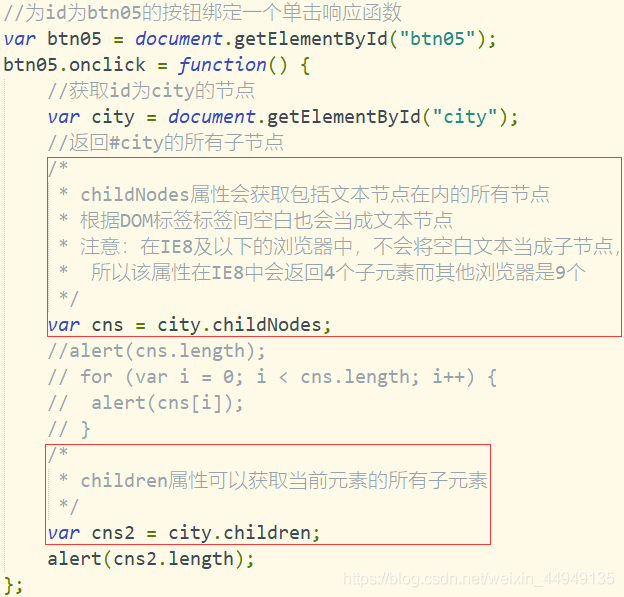 //为id为btn05的按钮绑定一个单击响应函数
var btn05 = document.getElementById("btn05");
btn05.onclick = function() {
//获取id为city的节点
var city = document.getElementById("city");
//返回#city的所有子节点
/*
* childNodes属性会获取包括文本节点在内的所有节点
* 根据DOM标签标签间空白也会当成文本节点
* 注意：在IE8及以下的浏览器中，不会将空白文本当成子节点，
* 所以该属性在IE8中会返回4个子元素而其他浏览器是9个
*/
var cns = city.childNodes;
//alert(cns.length);
// for (var i = 0; i < cns.length; i++) {
// alert(cns[i]);
// }
/*
* children属性可以获取当前元素的所有子元素
*/
var cns2 = city.children;
alert(cns2.length);
};
https://blog.csdn.net/weixin_44949135